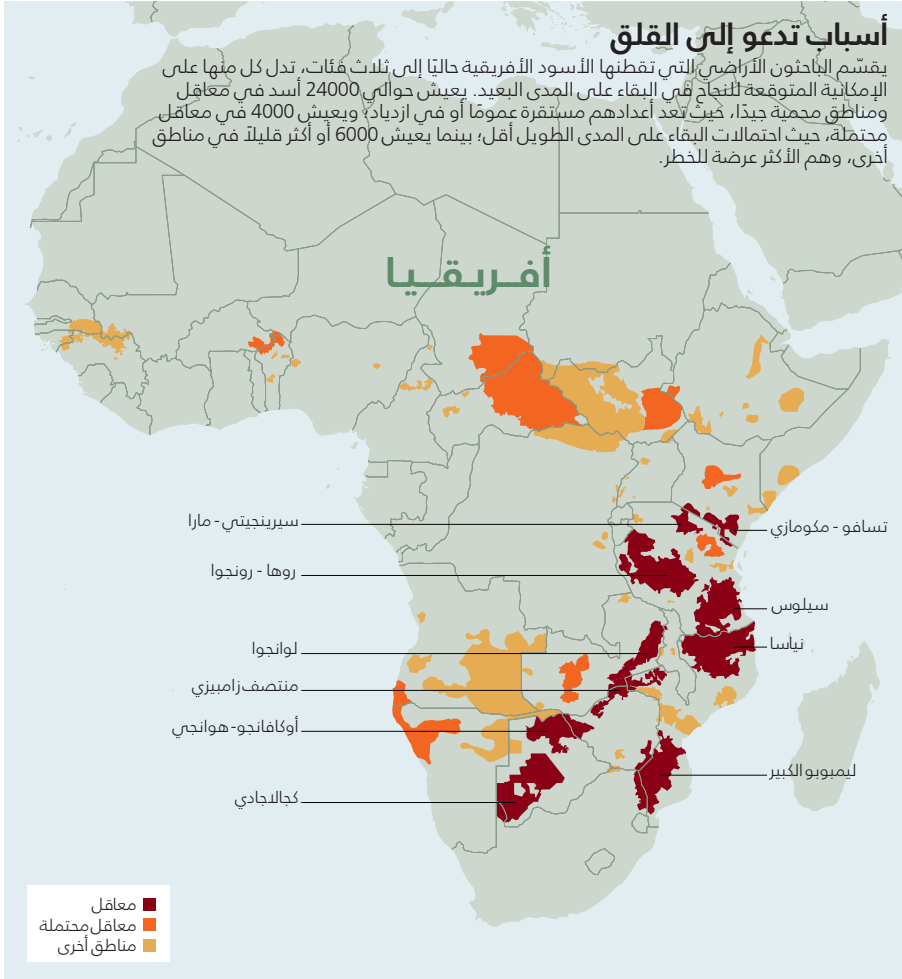 أسباب تدعو إلى القلق
يقسّم الباحثون الأراضي التي تقطنها الأسود الأفريقية حاليًا إلى ثلاث فئات، تدل كل منها على
الإمكانية المتوقعة للنجاح في البقاء على المدى البعيد. يعيش حوالي 24000 أسد في معاقل
ومناطق محمية جيدًا، حيث تعد أعدادهم مستقرة عمومًا أو في ازدياد؛ ويعيش 4000 في معاقل
محتملة، حيث احتمالات البقاء على المدى الطويل أقل؛ بينما يعيش 6000 أو أكثر قليلاً في مناطق
أخرى، وهم الأكثر عرضة للخطر.
أفـريـقـيـا
سيرينجيتي - مارا
تسافو - مكومازي
روها - رونجوا
سيلوس
نياسا
لوانجوا
منتصف زامبيزي
أوكافانجو - هوانجي
ليمبوبو الكبير
كجالاجادي
معاقل
معاقل محتملة
مناطق أخرى